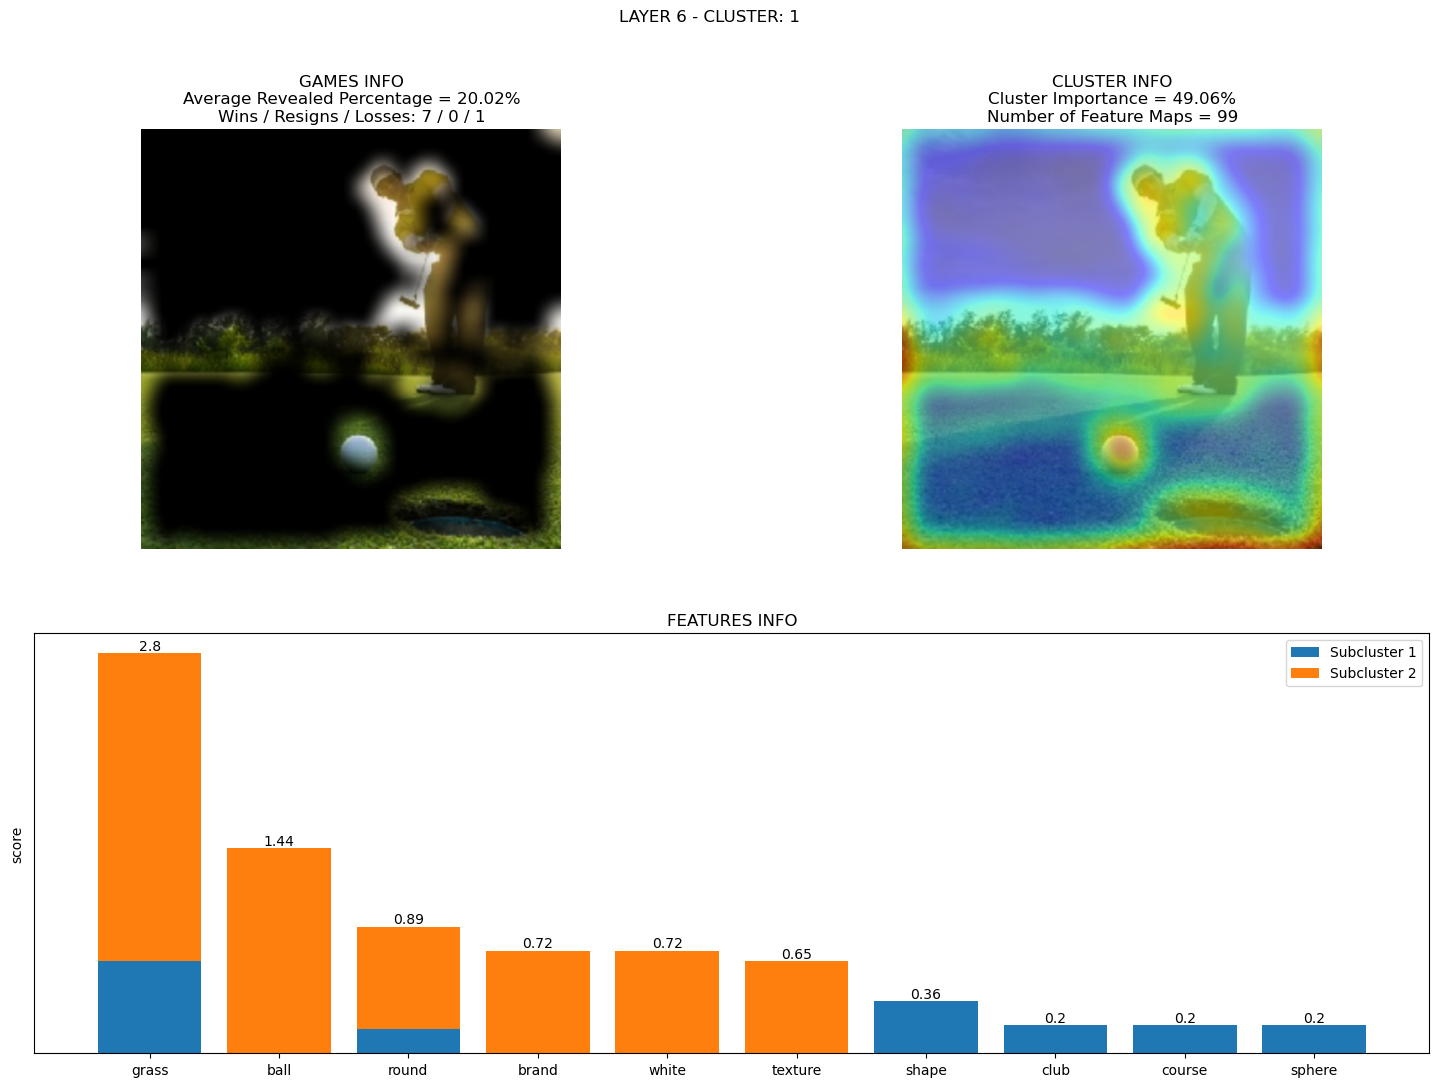 LAYER 6 - CLUSTER: 1
GAMES INFO
Average Revealed Percentage = 20.02%
Wins / Resigns / Losses: 7 / 0 / 1
CLUSTER INFO
Cluster Importance = 49.06%
Number of Feature Maps = 99
FEATURES INFO
Subcluster 1
Subcluster 2
score
2.8
1.44
0.89
0.72
0.72
0.65
0.36
0.2
0.2
0.2
grass
ball
round
brand
white
texture
shape
club
course
sphere